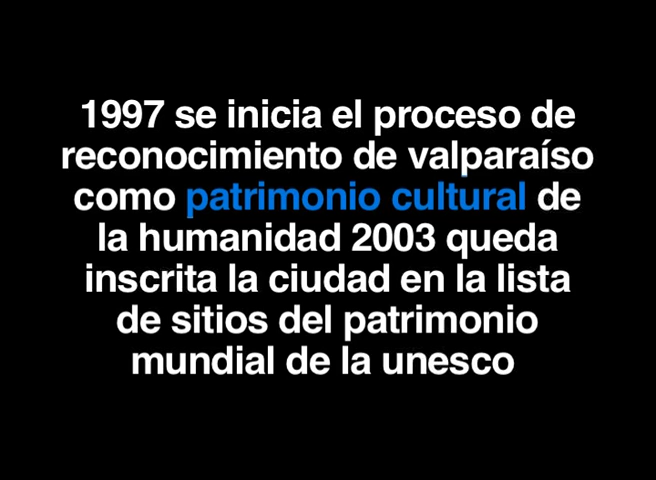 1997 se inicia el proceso de
reconocimiento de valparaíso
como patrimonio cultural de
la humanidad 2003 queda
inscrita la ciudad en la lista
de sitios del patrimonio
mundial de la unesco